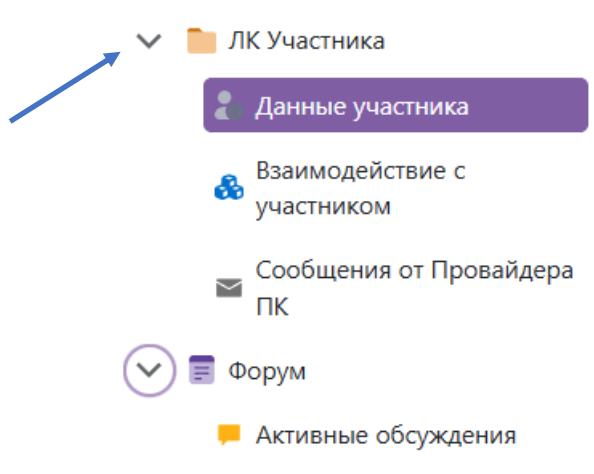 ЛК Участника
Данные участника
Взаимодействие с
участником
Сообщения от Провайдера
ПК
Форум
Активные обсуждения